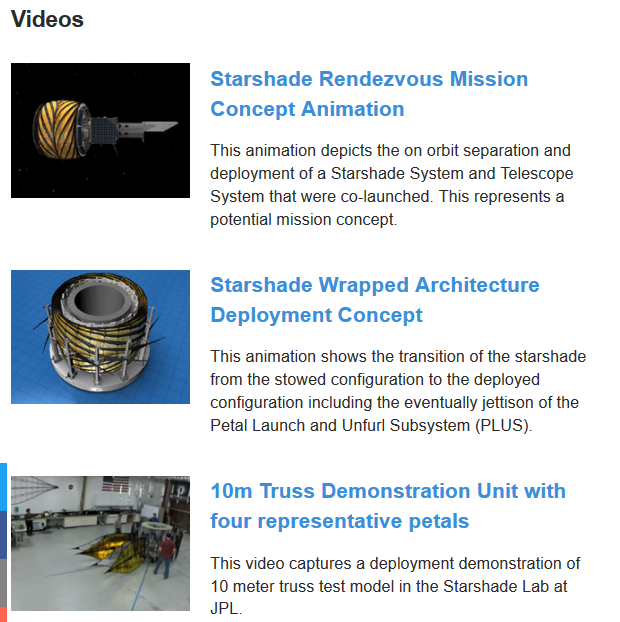 Videos
Starshade Rendezvous Mission
Concept Animation
This animation depicts the on orbit separation and
deployment of a Starshade System and Telescope
System that were co-launched. This represents a
potential mission concept.
Starshade Wrapped Architecture
Deployment Concept
This animation shows the transition of the starshade
from the stowed configuration to the deployed
configuration including the eventually jettison of the
Petal Launch and Unfurl Subsystem (PLUS).
10m Truss Demonstration Unit with
four representative petals
This video captures a deployment demonstration of
10 meter truss test model in the Starshade Lab at
JPL.